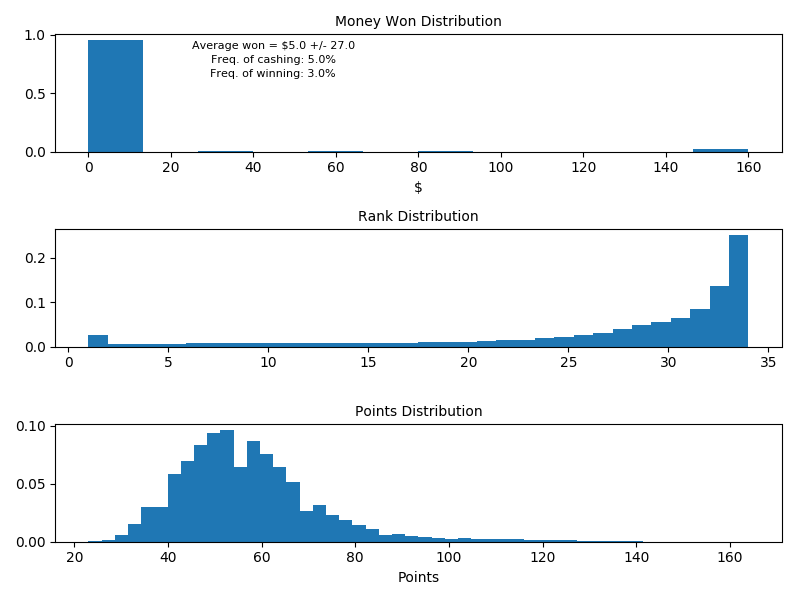 Money Won Distribution
1.0
0.5
0.0
Average won = $5.0 +/- 27.0
Freq. of cashing: 5.0%
Freq. of winning: 3.0%
0 20 40 60 80 100 120 140 160
$
Rank Distribution
0.2
0.1
0.0
0 5 10 15 20 25 30 35
Points Distribution
0.10
0.05
0.00
20 40 60 80 100 120 140 160
Points